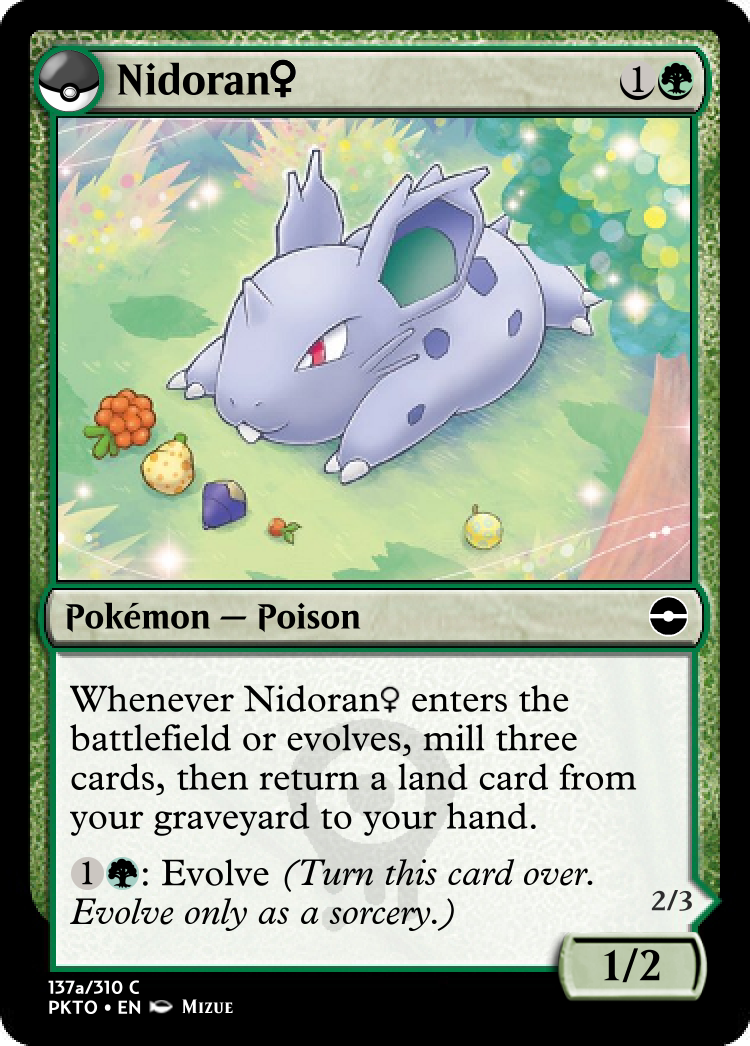 Nidoran♀ 1
Pokémon — Poison
Whenever Nidoran♀ enters the
battlefield or evolves, mill three
cards, then return a land card from
your graveyard to your hand.
1: Evolve (Turn this card over.
Evolve only as a sorcery.)
2/3
1/2
137a/310 C
PKTO • EN Mizue